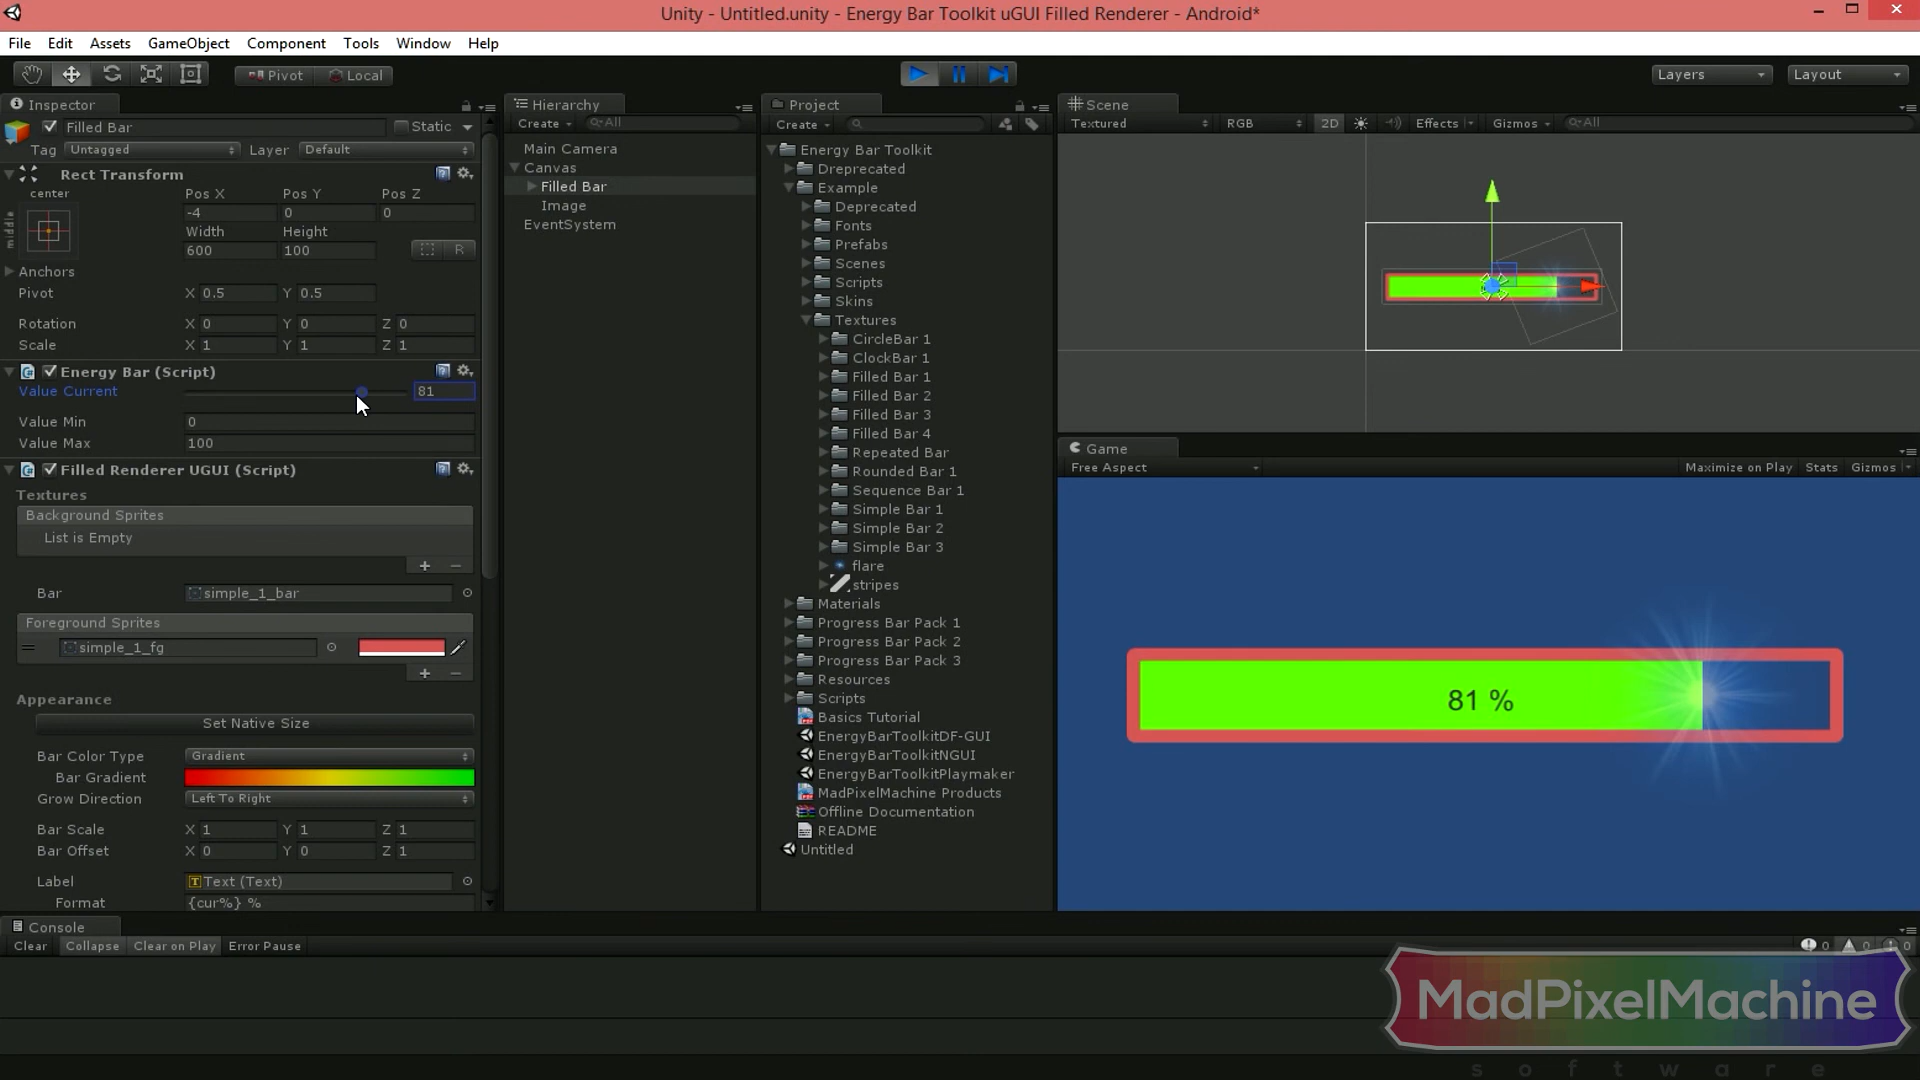 Unity - Untitled.unity - Energy Bar Toolkit uGUI Filled Renderer - Android*
File Edit Assets GameObject Component Tools Window Help
Pivot Local Layers Layout
Inspector
Filled Bar Static
Tag Untagged Layer Default
Rect Transform
center
middle
Pos X Pos Y Pos Z
-4 0 0
Width Height
600 100 R
Anchors
Pivot X 0.5 Y 0.5
Rotation X 0 Y 0 Z 0
Scale X 1 Y 1 Z 1
Energy Bar (Script)
Value Current 81
Value Min 0
Value Max 100
Filled Renderer UGUI (Script)
Textures
Background Sprites
List is Empty
+ −
Bar simple_1_bar
Foreground Sprites
simple_1_fg
+ −
Appearance
Set Native Size
Bar Color Type Gradient
Bar Gradient
Grow Direction Left To Right
Bar Scale X 1 Y 1 Z 1
Bar Offset X 0 Y 0 Z 1
Label Text (Text)
Format {cur%} %
Hierarchy
Create All
Main Camera
Canvas
Filled Bar
Image
EventSystem
Project
Create
Energy Bar Toolkit
Dreprecated
Example
Deprecated
Fonts
Prefabs
Scenes
Scripts
Skins
Textures
CircleBar 1
ClockBar 1
Filled Bar 1
Filled Bar 2
Filled Bar 3
Filled Bar 4
Repeated Bar
Rounded Bar 1
Sequence Bar 1
Simple Bar 1
Simple Bar 2
Simple Bar 3
flare
stripes
Materials
Progress Bar Pack 1
Progress Bar Pack 2
Progress Bar Pack 3
Resources
Scripts
Basics Tutorial
EnergyBarToolkitDF-GUI
EnergyBarToolkitNGUI
EnergyBarToolkitPlaymaker
MadPixelMachine Products
Offline Documentation
README
Untitled
Scene
Textured RGB 2D Effects Gizmos All
Game
Free Aspect Maximize on Play Stats Gizmos
81 %
Console
Clear Collapse Clear on Play Error Pause 0 0 0
MadPixelMachine
software